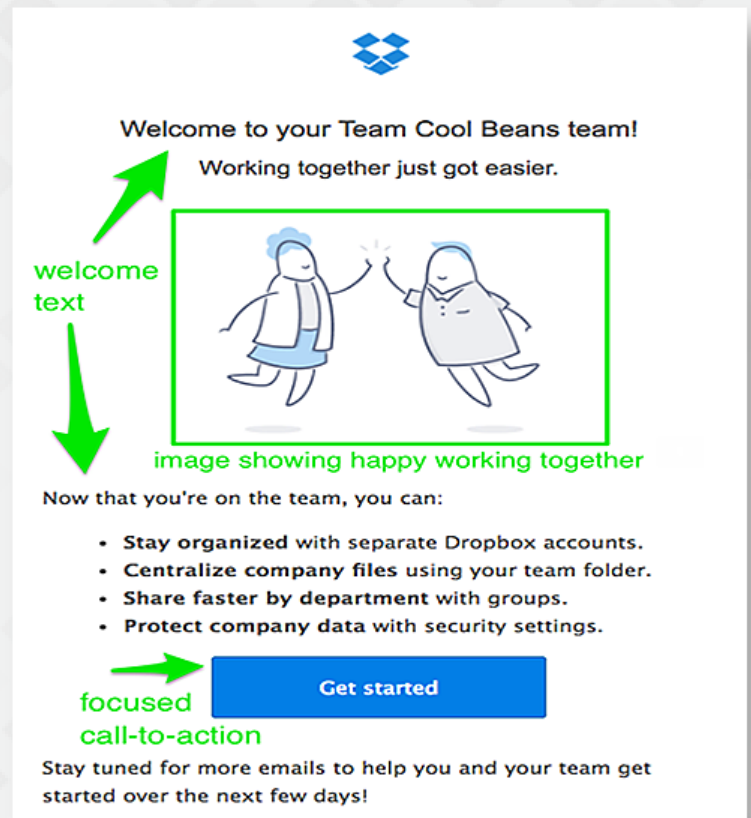 Welcome to your Team Cool Beans team!
Working together just got easier.
welcome
text
image showing happy working together
Now that you're on the team, you can:
• Stay organized with separate Dropbox accounts.
• Centralize company files using your team folder.
• Share faster by department with groups.
• Protect company data with security settings.
Get started
focused
call-to-action
Stay tuned for more emails to help you and your team get
started over the next few days!